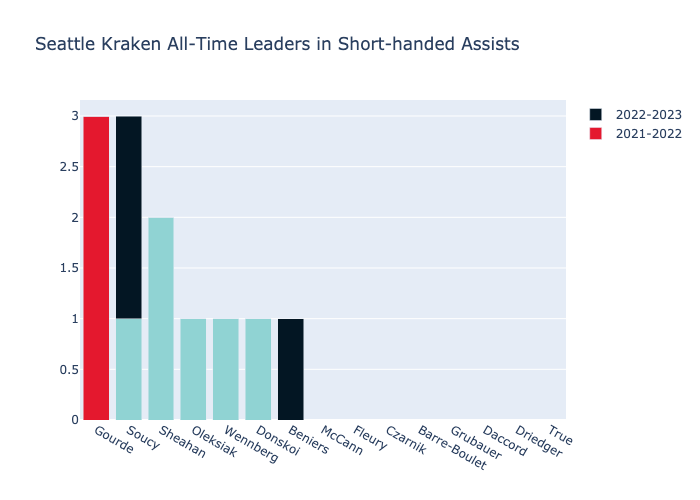 Seattle Kraken All-Time Leaders in Short-handed Assists
2022-2023
2021-2022
3
2.5
2
1.5
1
0.5
0
Gourde
Soucy
Sheahan
Oleksiak
Wennberg
Donskoi
Beniers
McCann
Fleury
Czarnik
Barre-Boulet
Grubauer
Daccord
Driedger
True